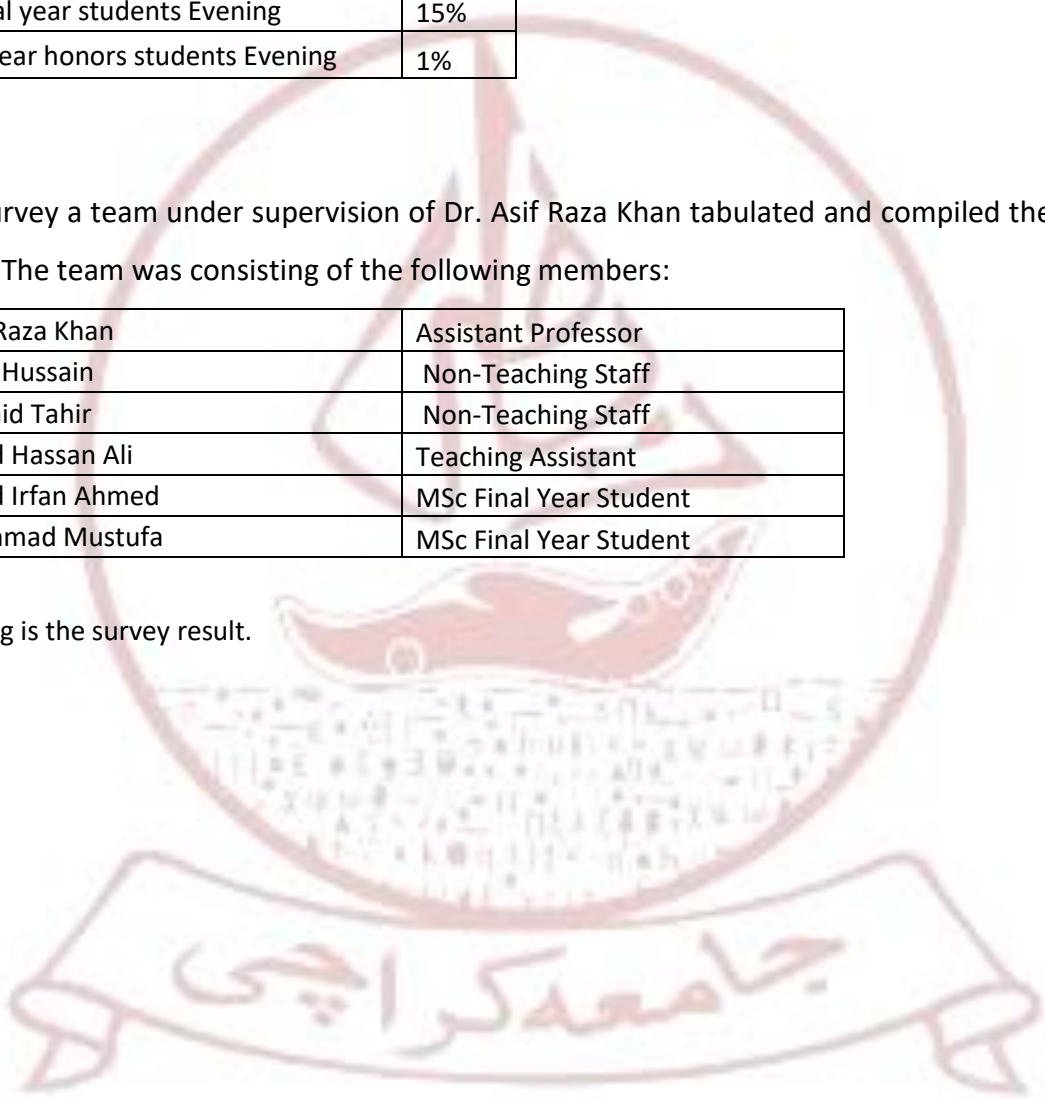 al year students Evening 15%
ear honors students Evening 1%
urvey a team under supervision of Dr. Asif Raza Khan tabulated and compiled the
The team was consisting of the following members:
Raza Khan Assistant Professor
Hussain Non-Teaching Staff
id Tahir Non-Teaching Staff
d Hassan Ali Teaching Assistant
d Irfan Ahmed MSc Final Year Student
mad Mustufa MSc Final Year Student
g is the survey result.
جامعہ کراچی